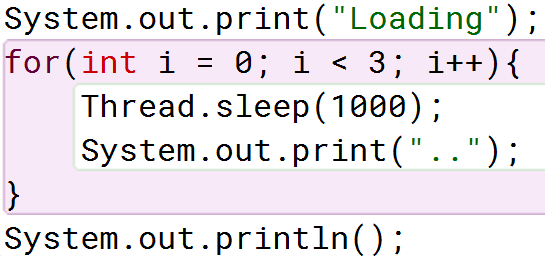 System.out.print("Loading");
for(int i = 0; i < 3; i++){
    Thread.sleep(1000);
    System.out.print("..");
}
System.out.println();